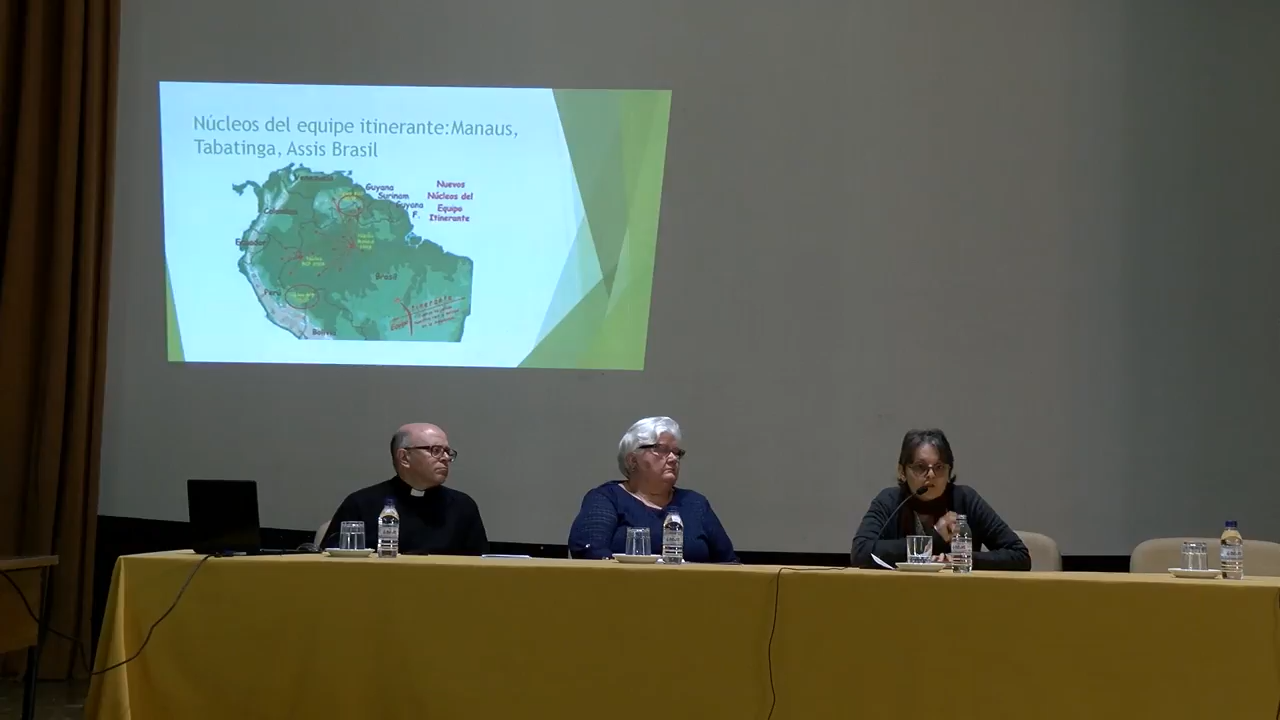 Núcleos del equipe itinerante:Manaus,
Tabatinga, Assis Brasil
Venezuela
Guyana
Surinam
Guyana
F.
Colombia
Ecuador
Perú
Brasil
Bolivia
Nuevos
Núcleos del
Equipo
Itinerante